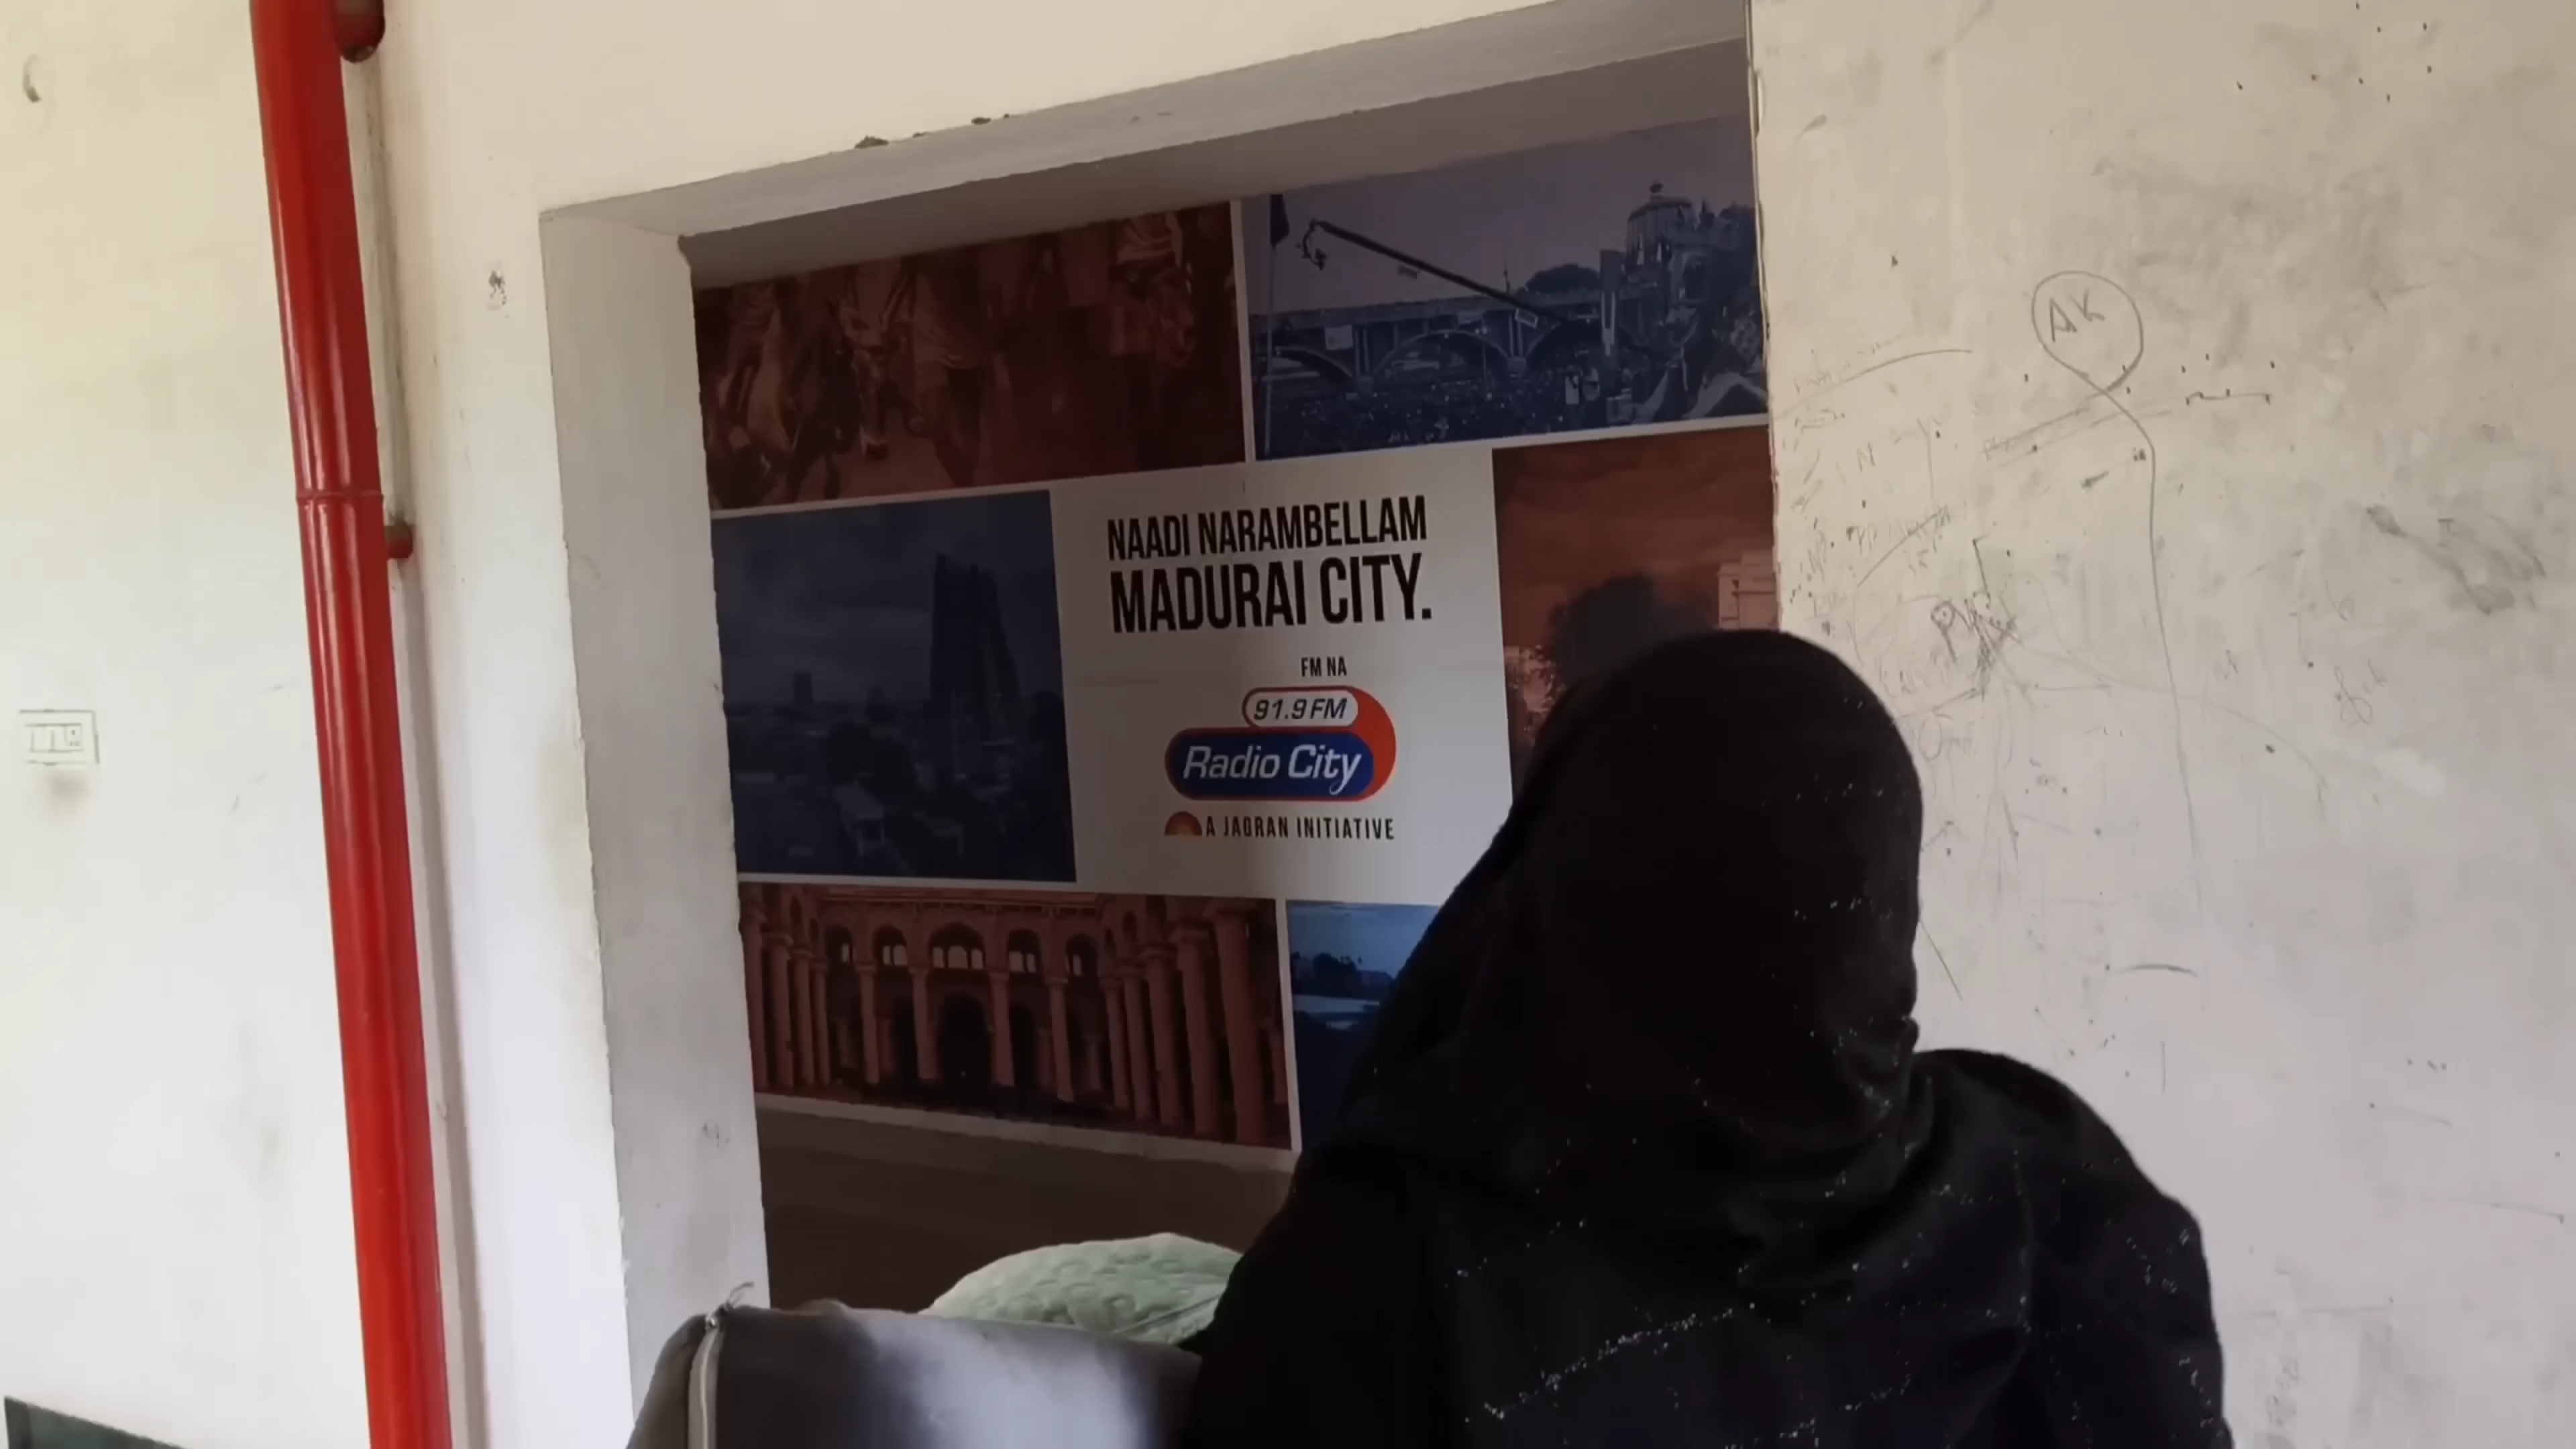 NAADI NARAMBELLAM
MADURAI CITY.
FM NA
91.9 FM
Radio City
A JAGRAN INITIATIVE
AK